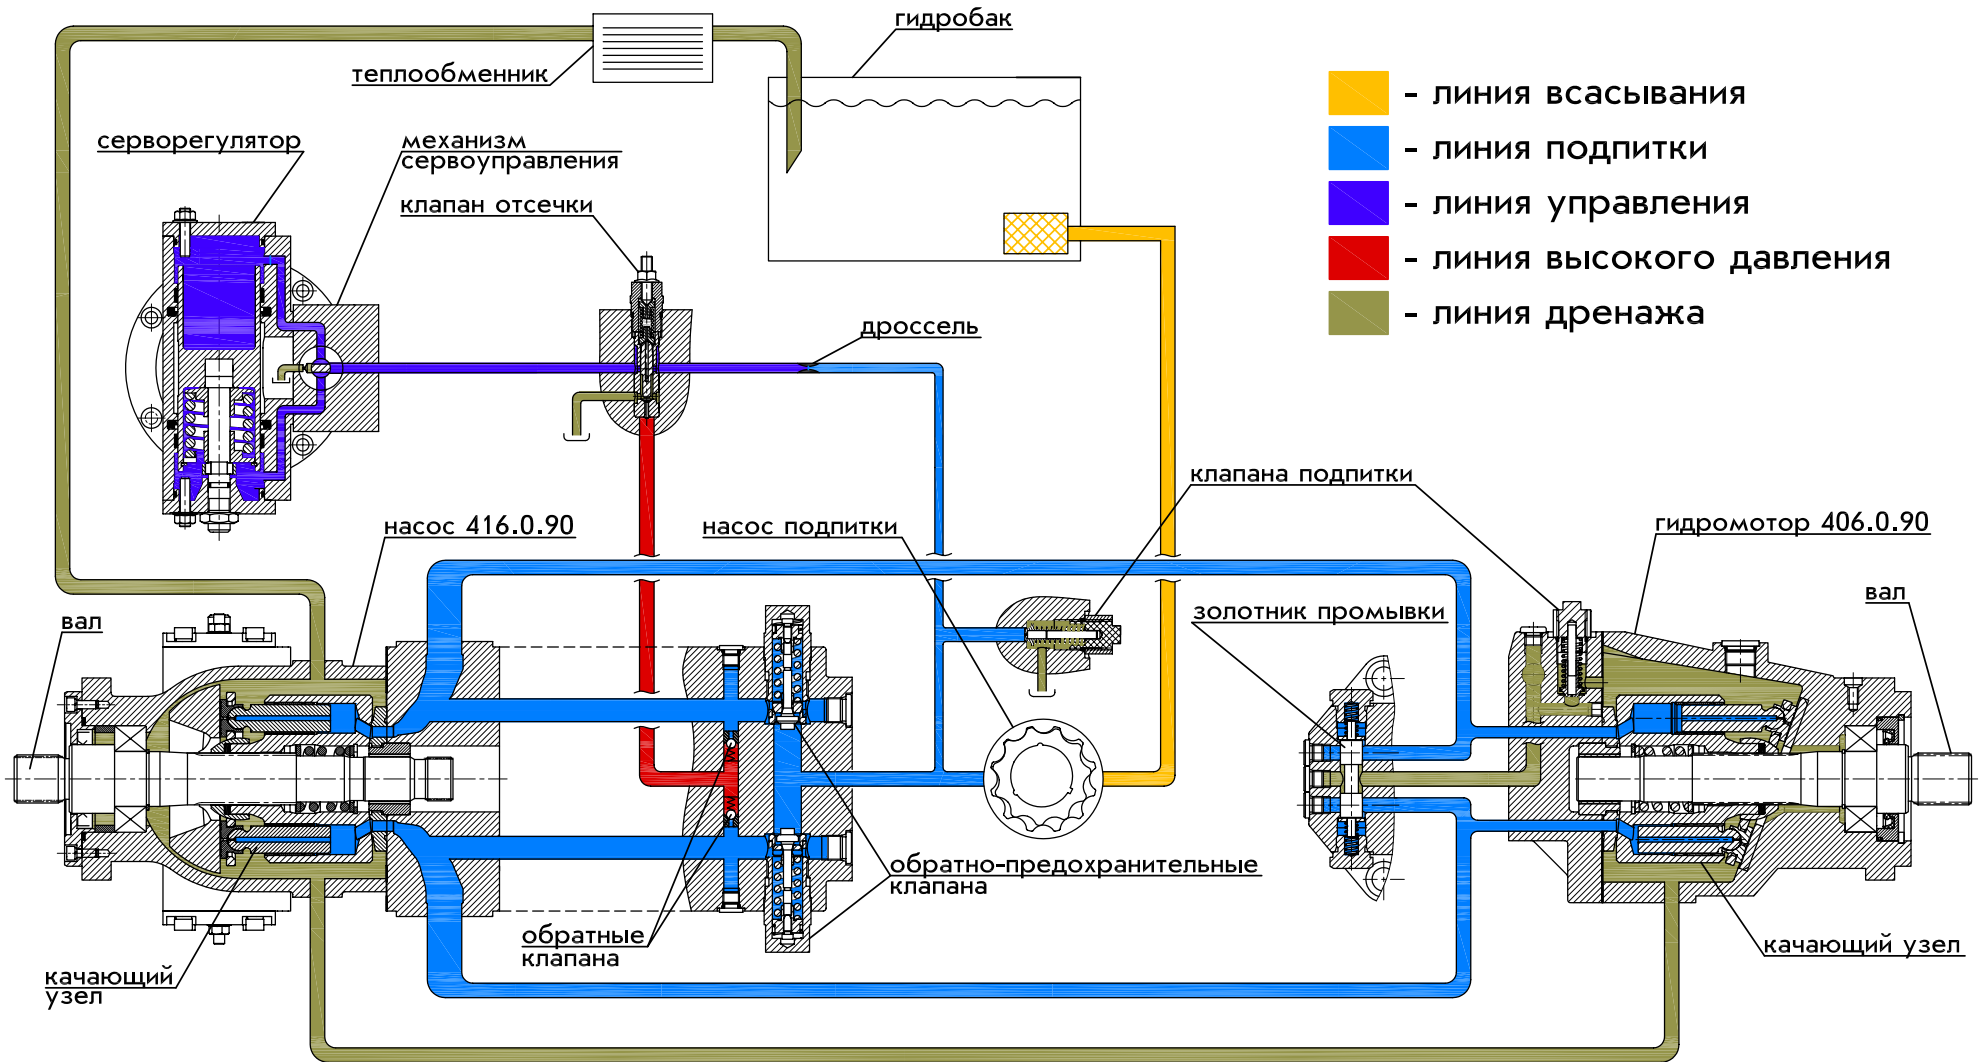 гидробак
теплообменник
- линия всасывания
- линия подпитки
- линия управления
- линия высокого давления
- линия дренажа
серворегулятор
механизм
сервоуправления
клапан отсечки
дроссель
клапана подпитки
насос 416.0.90
насос подпитки
гидромотор 406.0.90
вал
золотник промывки
вал
обратно-предохранительные
клапана
обратные
клапана
качающий узел
качающий
узел